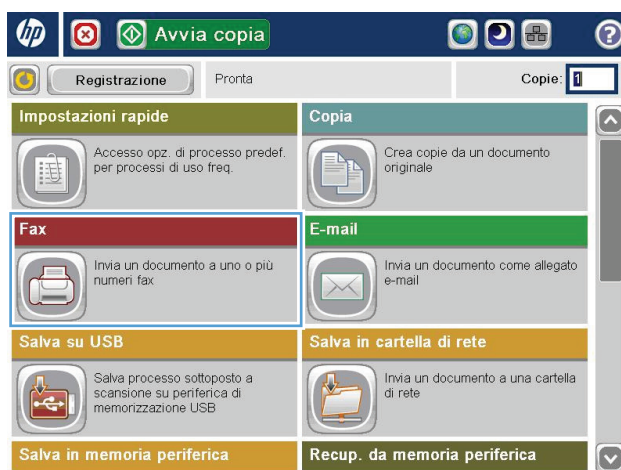 hp
Avvia copia
?
Registrazione
Pronta
Copie: 1
Impostazioni rapide
Accesso opz. di processo predef.
per processi di uso freq.
Copia
Crea copie da un documento
originale
Fax
Invia un documento a uno o più
numeri fax
E-mail
Invia un documento come allegato
e-mail
Salva su USB
Salva processo sottoposto a
scansione su periferica di
memorizzazione USB
Salva in cartella di rete
Invia un documento a una cartella
di rete
Salva in memoria periferica
Recup. da memoria periferica